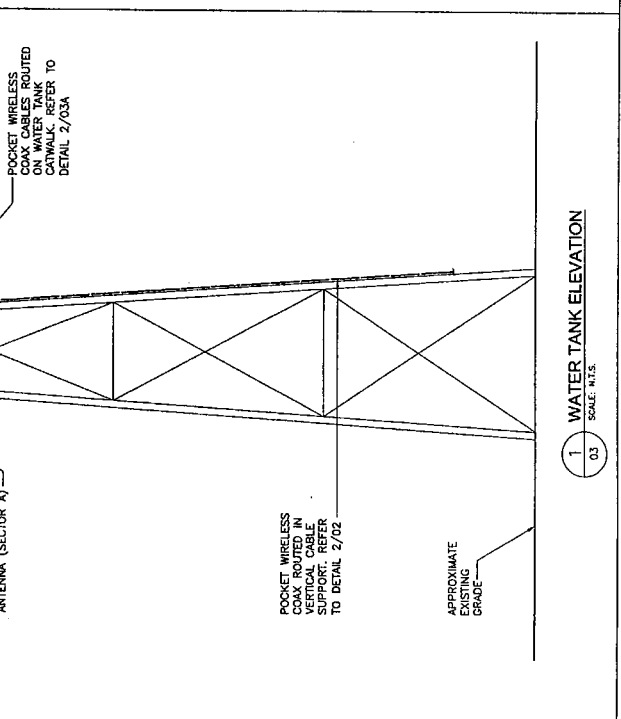 POCKET WIRELESS
COAX CABLES ROUTED
ON WATER TANK
CATWALK. REFER TO
DETAIL 2/03A
ANTENNA (SECTOR A)
POCKET WIRELESS
COAX ROUTED IN
VERTICAL CABLE
SUPPORT. REFER
TO DETAIL 2/02
APPROXIMATE
EXISTING
GRADE
1
03
WATER TANK ELEVATION
SCALE: N.T.S.